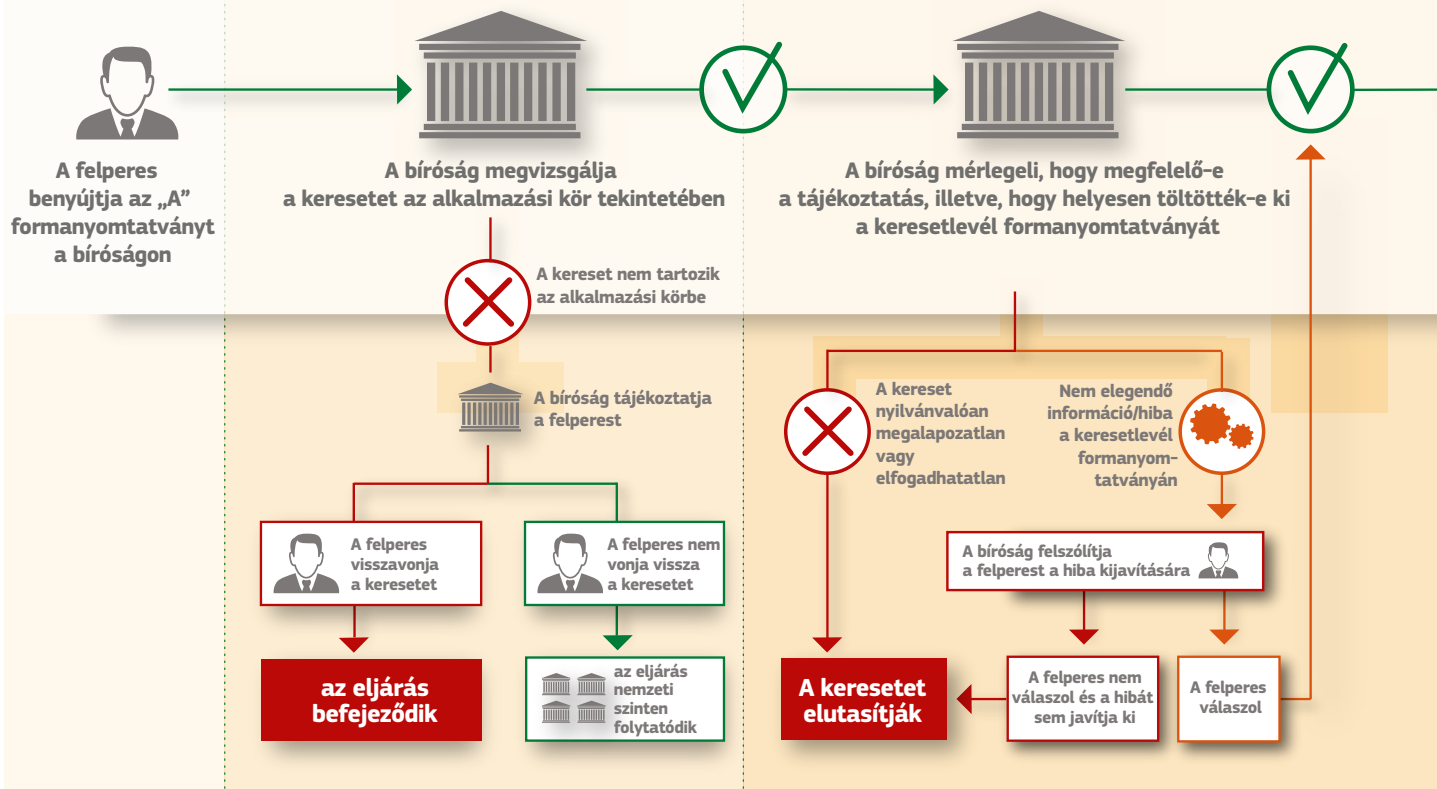 A felperes
benyújtja az „A”
formanyomtatványt
a bíróságon
A bíróság megvizsgálja
a keresetet az alkalmazási kör tekintetében
A bíróság mérlegeli, hogy megfelelő-e
a tájékoztatás, illetve, hogy helyesen töltötték-e ki
a keresetlevél formanyomtatványát
A kereset nem tartozik
az alkalmazási körbe
A bíróság tájékoztatja
a felperest
A felperes
visszavonja
a keresetet
A felperes nem
vonja vissza
a keresetet
az eljárás
befejeződik
az eljárás
nemzeti
szinten
folytatódik
A kereset
nyilvánvalóan
megalapozatlan
vagy
elfogadhatatlan
Nem elegendő
információ/hiba
a keresetlevél
formanyom-
tatványán
A bíróság felszólítja
a felperest a hiba kijavítására
A keresetet
elutasítják
A felperes nem
válaszol és a hibát
sem javítja ki
A felperes
válaszol